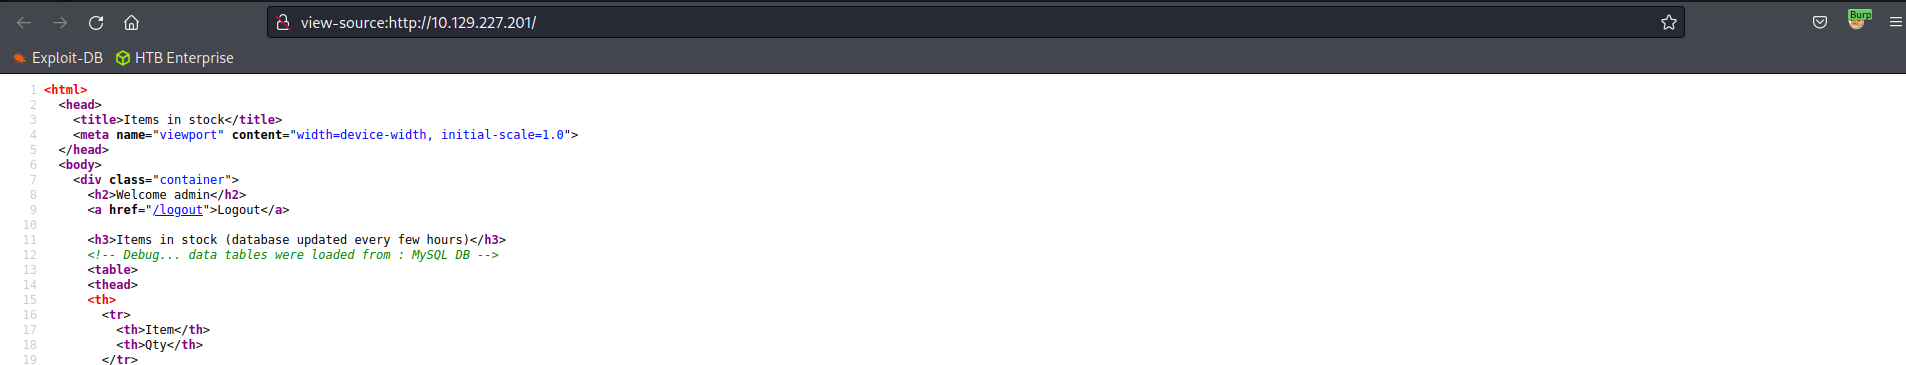 view-source:http://10.129.227.201/
Burp
Exploit-DB HTB Enterprise
1 <html>
2 <head>
3 <title>Items in stock</title>
4 <meta name="viewport" content="width=device-width, initial-scale=1.0">
5 </head>
6 <body>
7 <div class="container">
8 <h2>Welcome admin</h2>
9 <a href="/logout">Logout</a>
10
11 <h3>Items in stock (database updated every few hours)</h3>
12 <!-- Debug... data tables were loaded from : MySQL DB -->
13 <table>
14 <thead>
15 <th>
16 <tr>
17 <th>Item</th>
18 <th>Qty</th>
19 </tr>